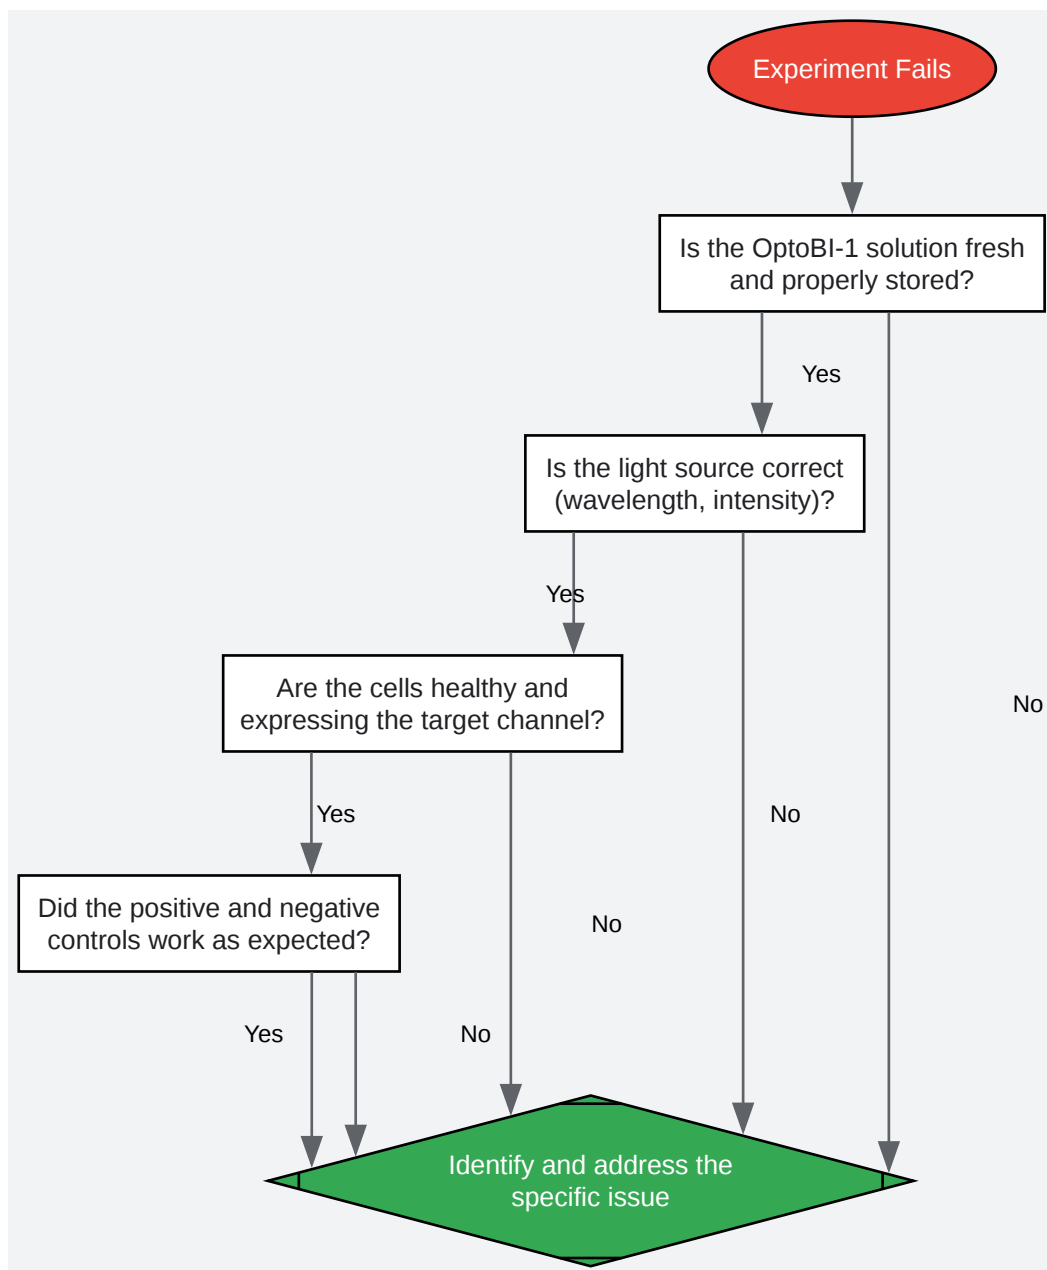 Experiment Fails
Is the OptoBI-1 solution fresh
and properly stored?
Yes
Is the light source correct
(wavelength, intensity)?
Yes
Are the cells healthy and
expressing the target channel?
No
Yes
No
Did the positive and negative
controls work as expected?
No
Yes
No
Identify and address the
specific issue